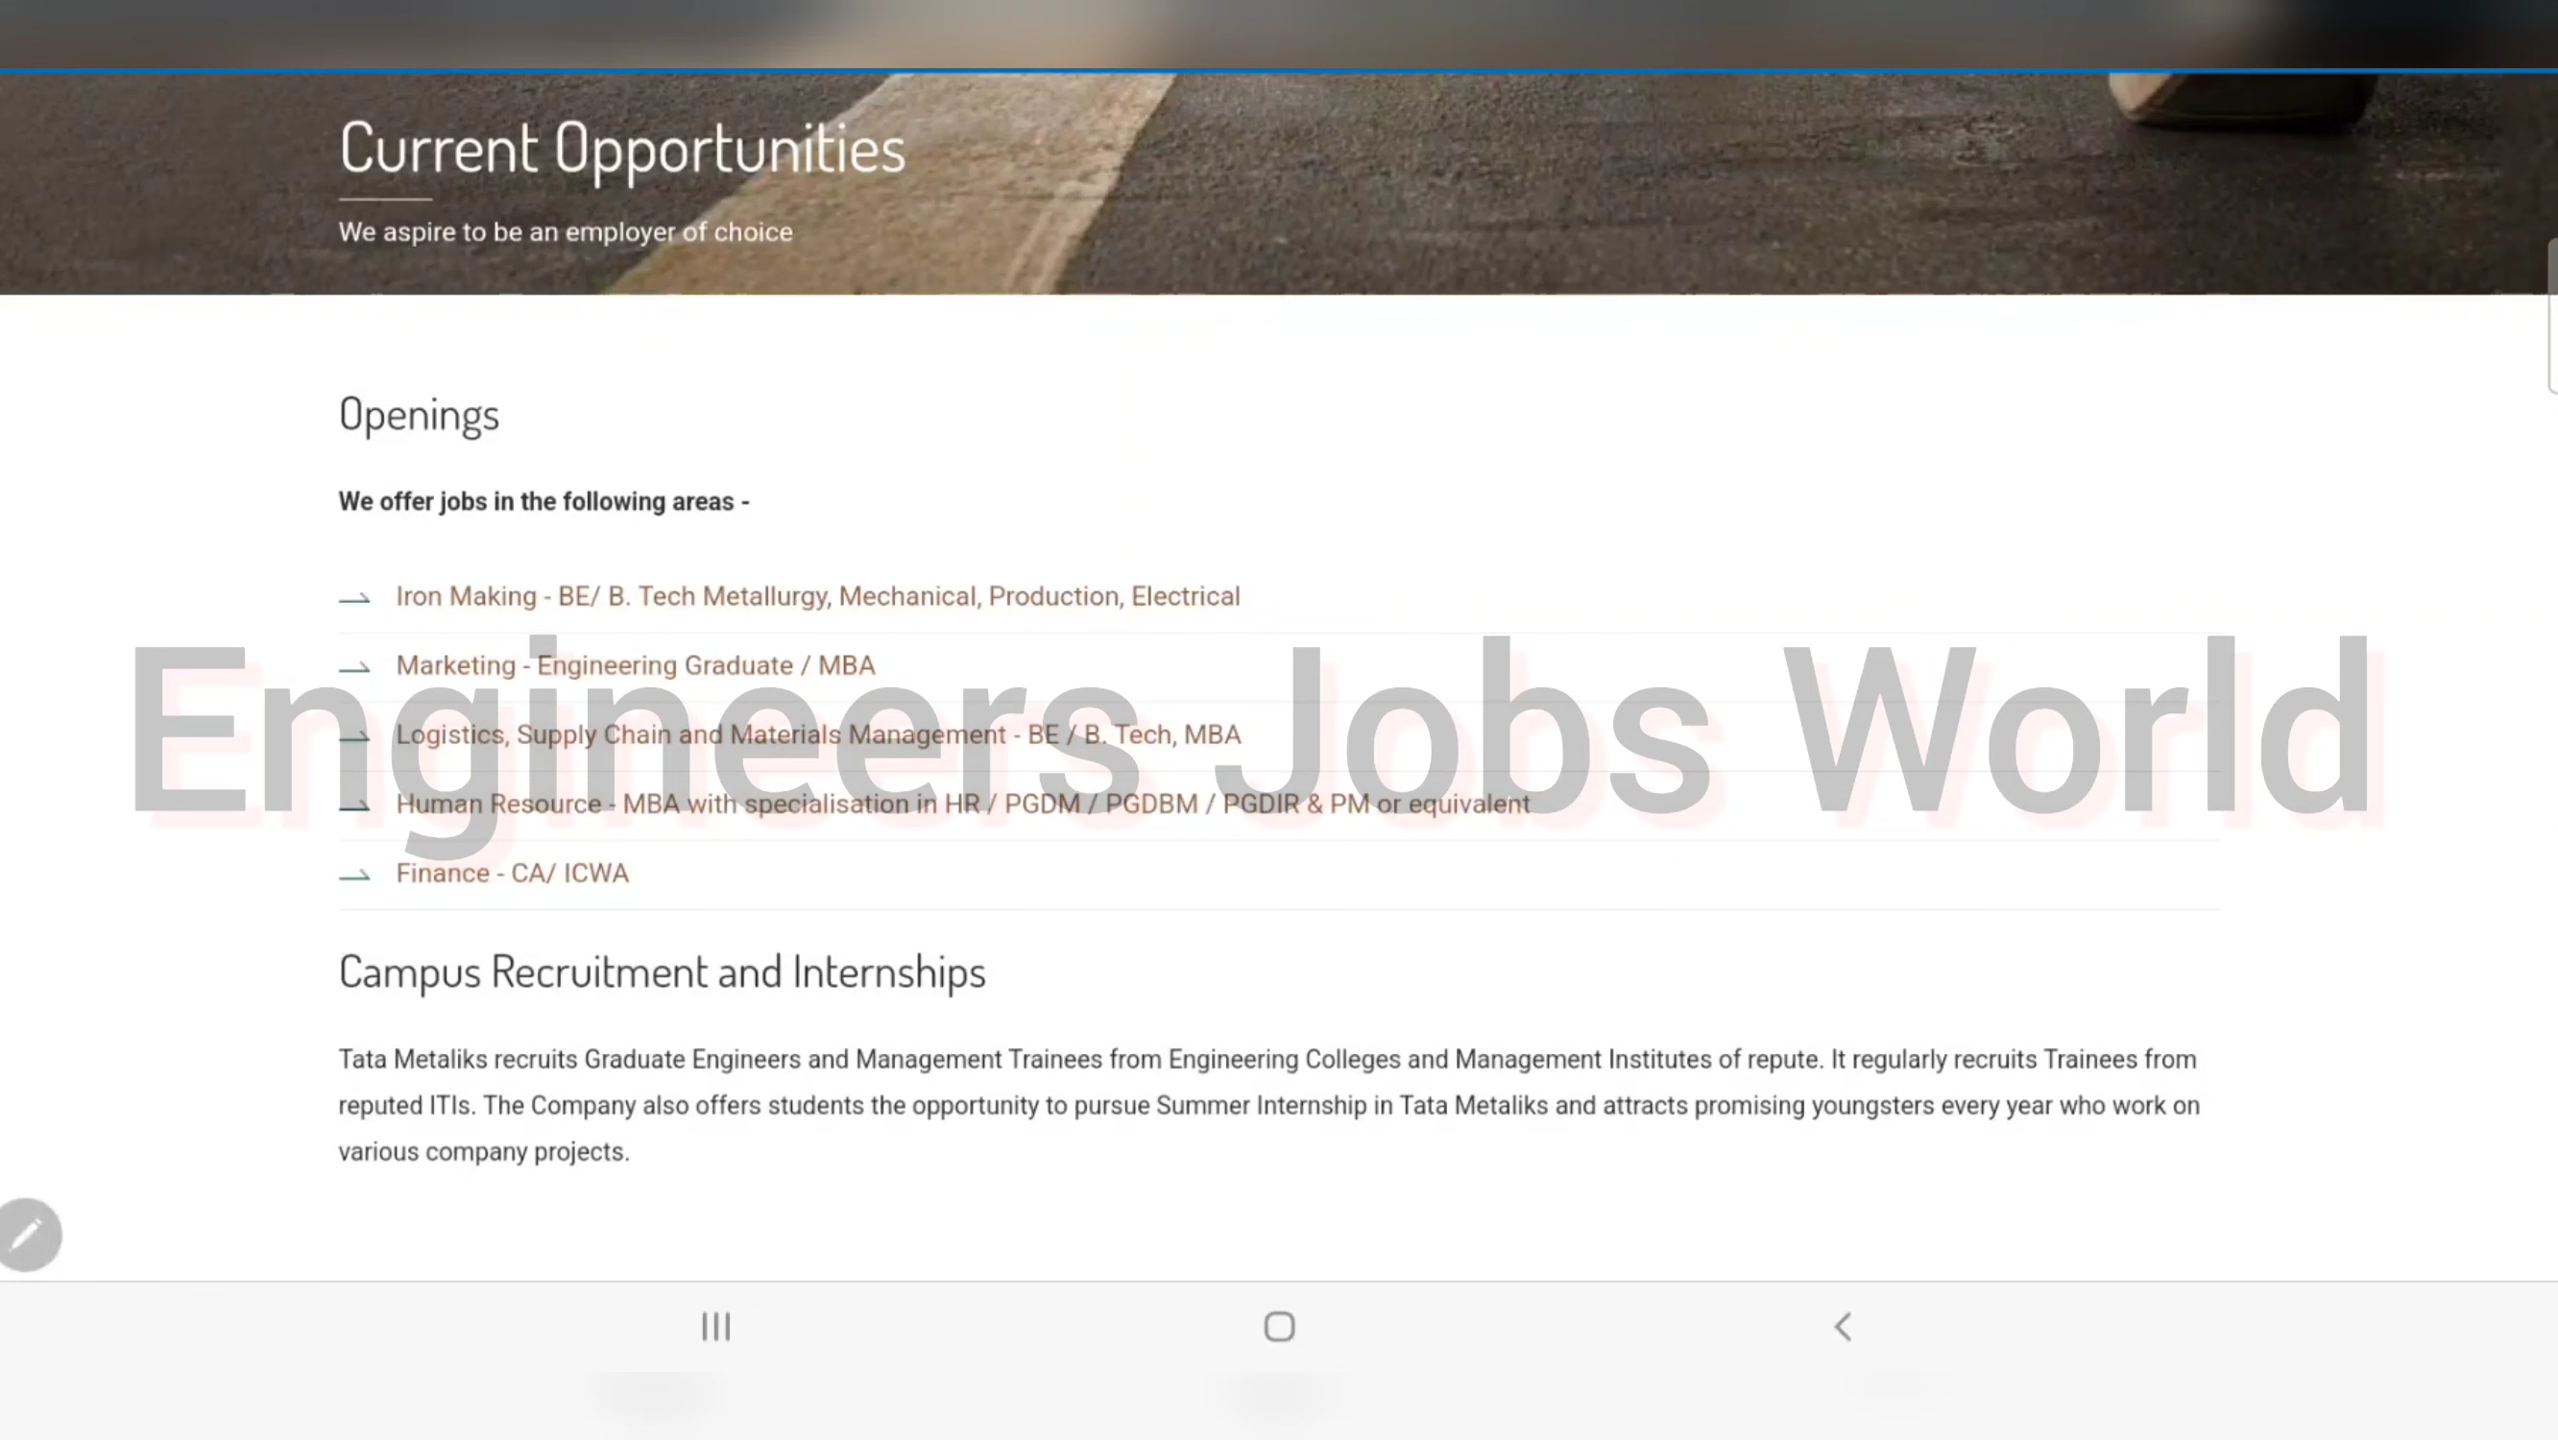 Current Opportunities
We aspire to be an employer of choice
Openings
We offer jobs in the following areas -
Iron Making - BE/ B. Tech Metallurgy, Mechanical, Production, Electrical
Marketing - Engineering Graduate / MBA
Engineers Jobs World
Logistics, Supply Chain and Materials Management - BE / B. Tech, MBA
Human Resource - MBA with specialisation in HR / PGDM / PGDBM / PGDIR & PM or equivalent
Finance - CA/ ICWA
Campus Recruitment and Internships
Tata Metaliks recruits Graduate Engineers and Management Trainees from Engineering Colleges and Management Institutes of repute. It regularly recruits Trainees from
reputed ITIs. The Company also offers students the opportunity to pursue Summer Internship in Tata Metaliks and attracts promising youngsters every year who work on
various company projects.